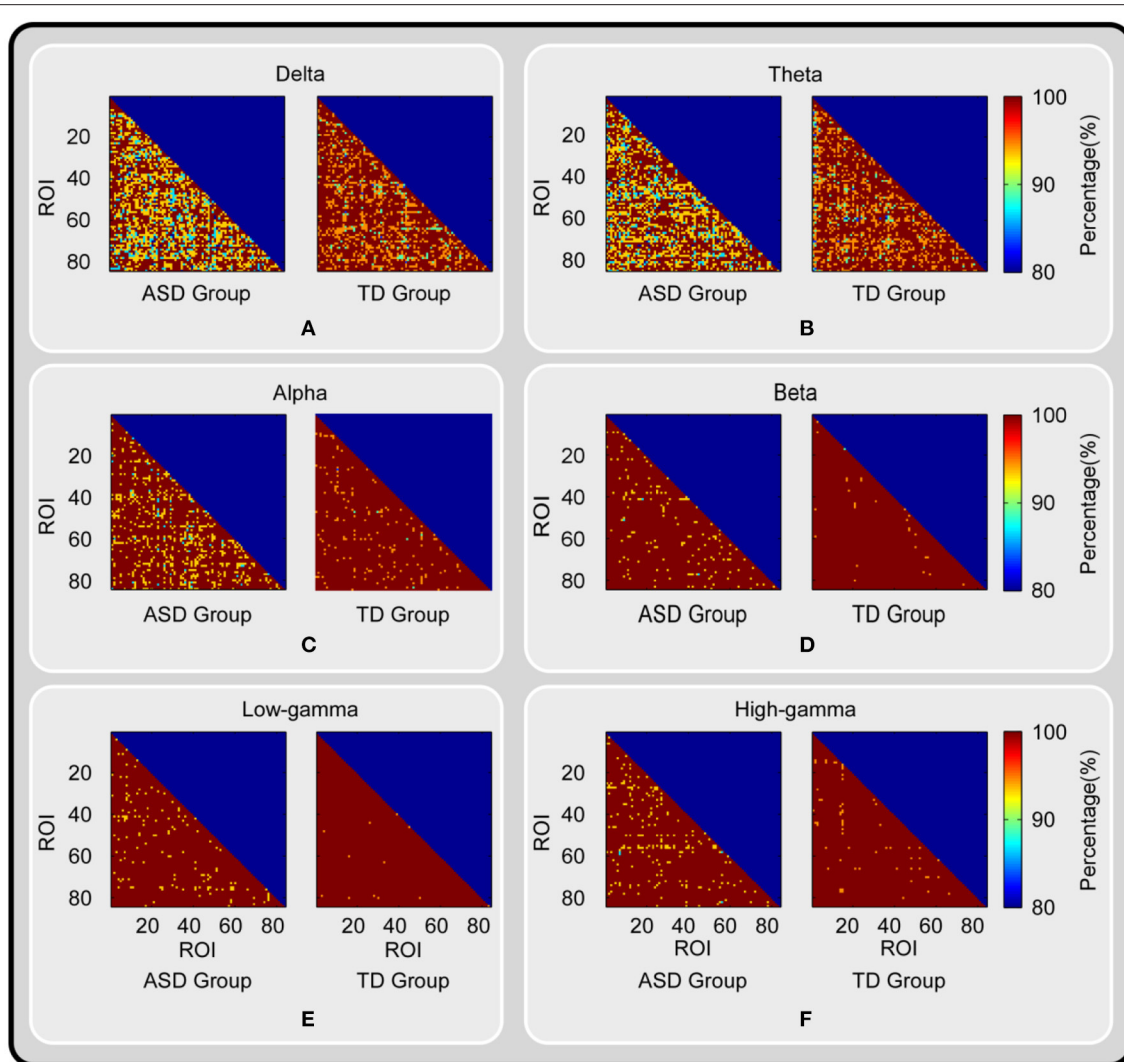 Delta
ROI
20
40
60
80
ASD Group
TD Group
A
Theta
ROI
20
40
60
80
ASD Group
TD Group
100
90
80
Percentage(%)
B
Alpha
ROI
20
40
60
80
ASD Group
TD Group
C
Beta
ROI
20
40
60
80
ASD Group
TD Group
100
90
80
Percentage(%)
D
Low-gamma
ROI
20
40
60
80
20 40 60 80
ROI
ASD Group
20 40 60 80
ROI
TD Group
E
High-gamma
ROI
20
40
60
80
20 40 60 80
ROI
ASD Group
20 40 60 80
ROI
TD Group
100
90
80
Percentage(%)
F